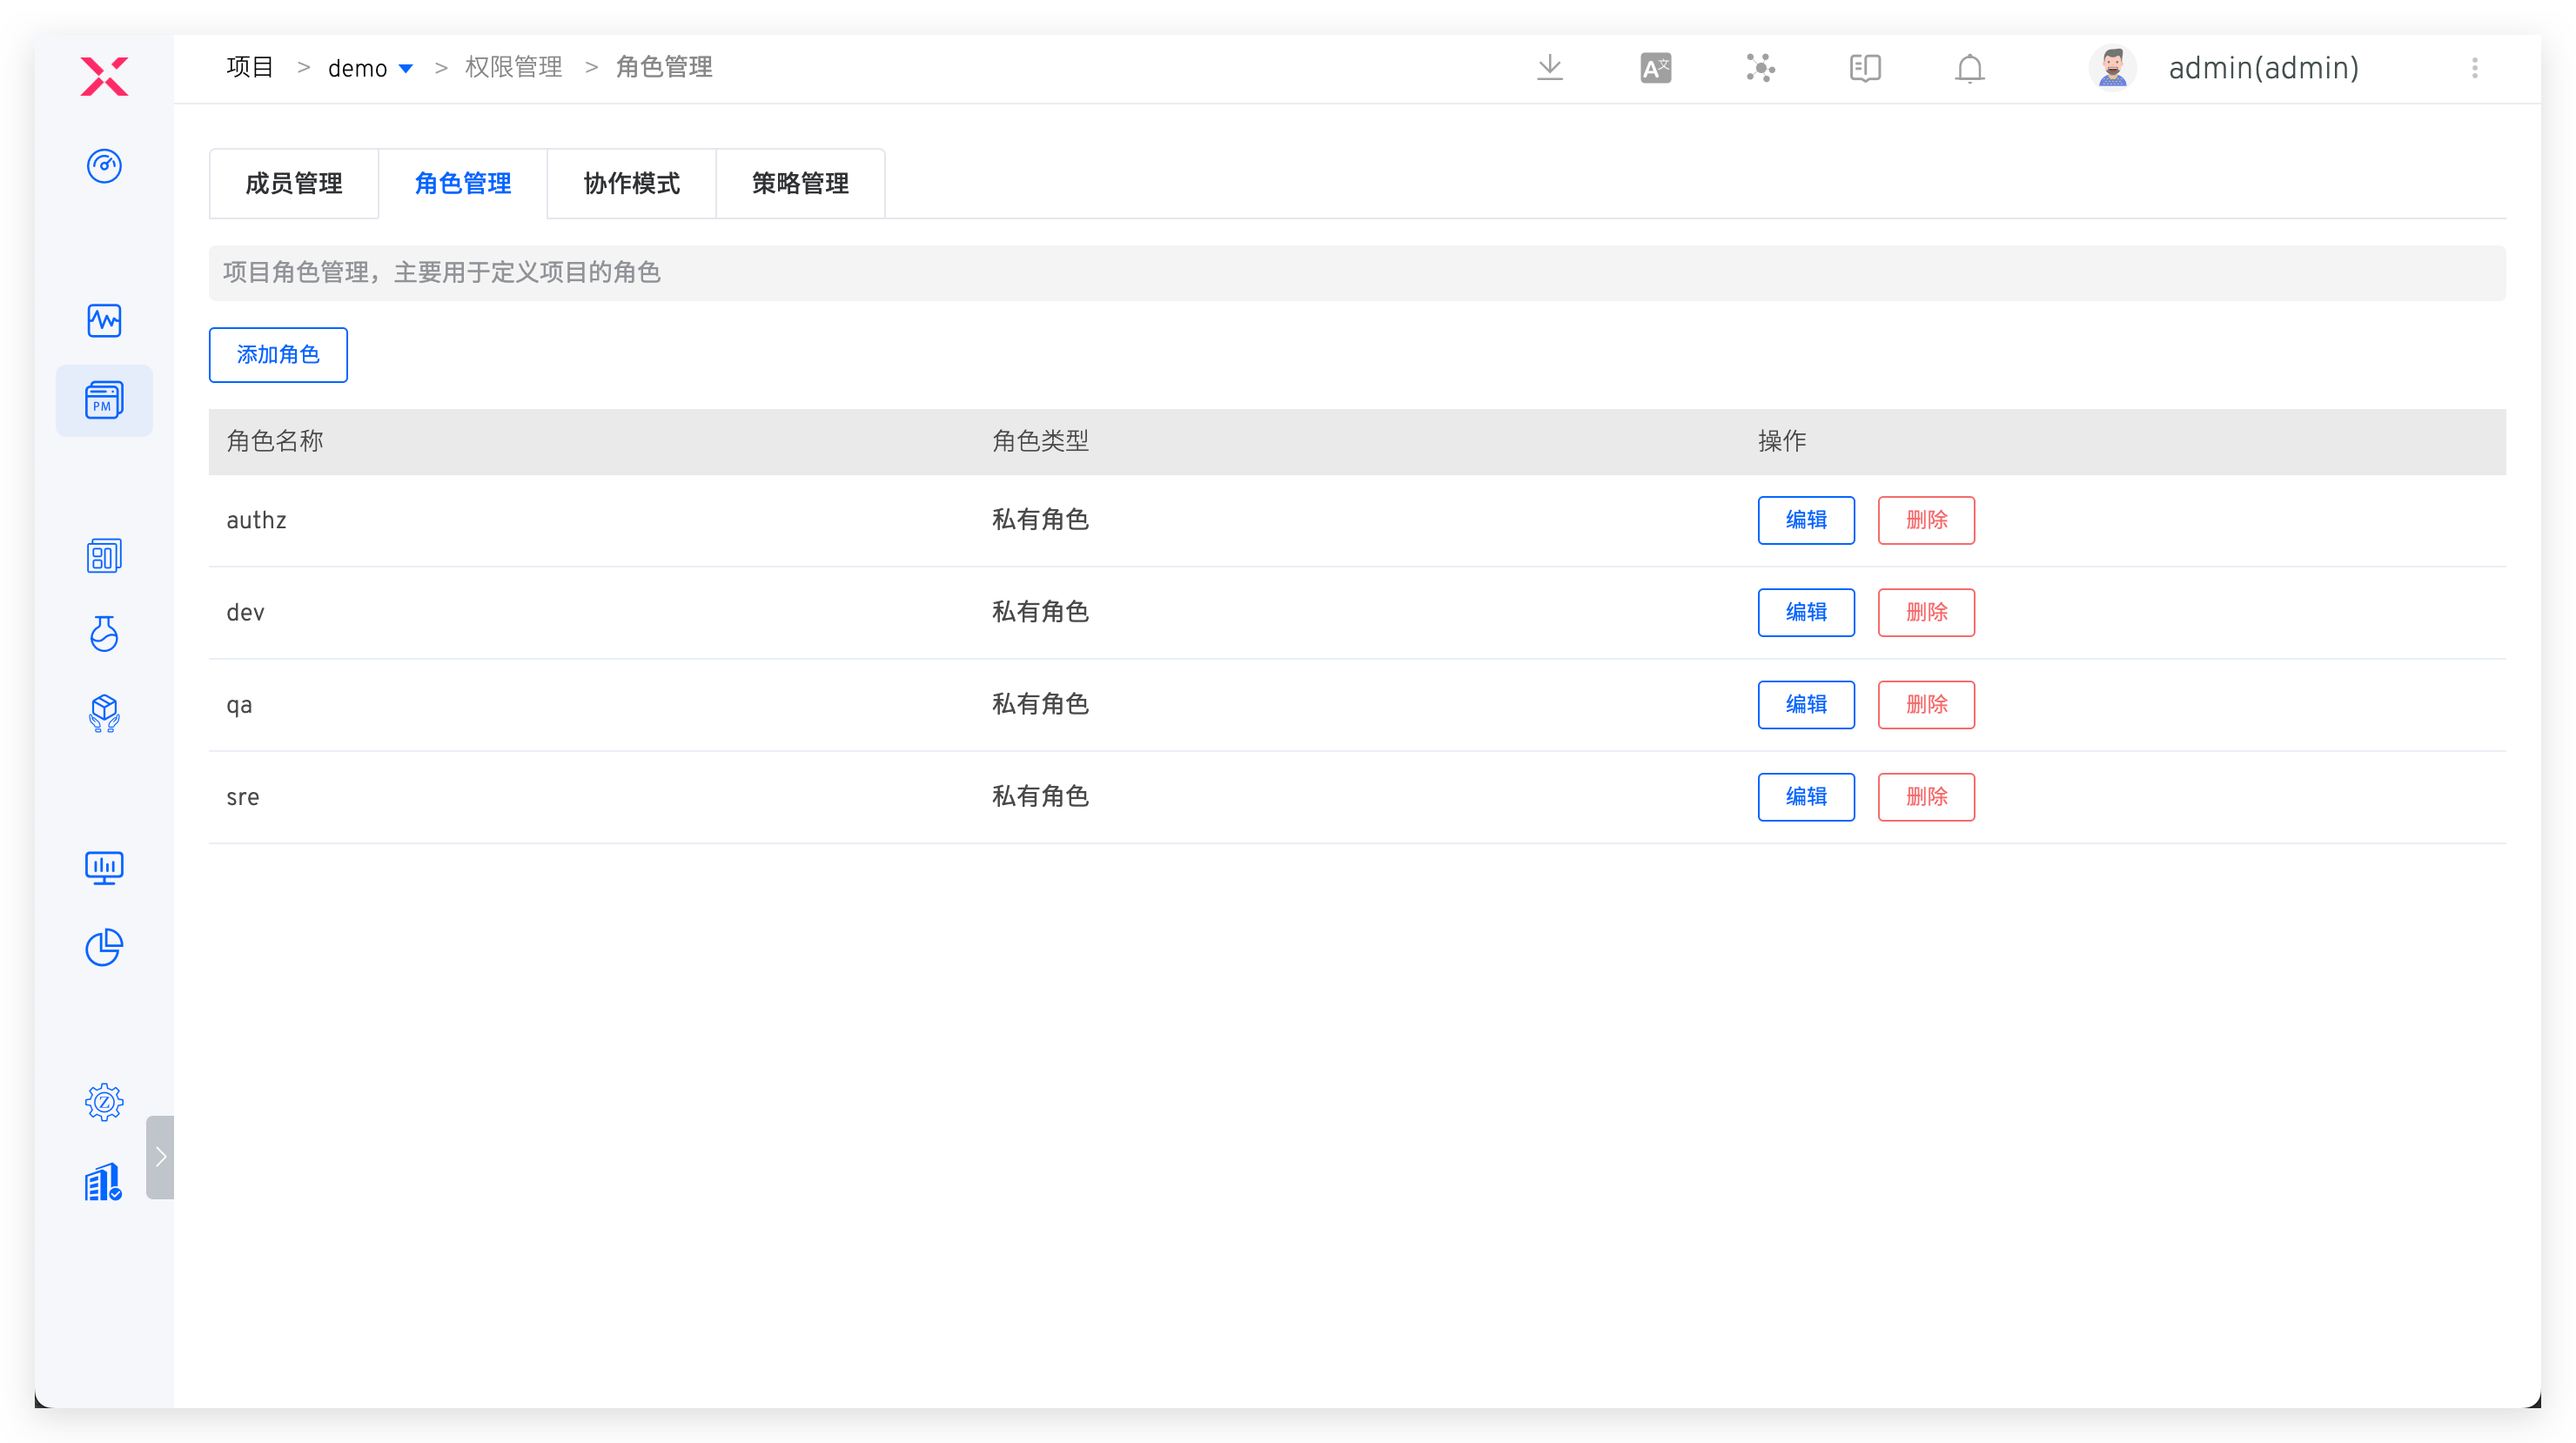 项目 > demo > 权限管理 > 角色管理
A文
admin(admin)
成员管理 角色管理 协作模式 策略管理
项目角色管理，主要用于定义项目的角色
PM
添加角色
角色名称 角色类型 操作
authz 私有角色 编辑 删除
dev 私有角色 编辑 删除
qa 私有角色 编辑 删除
sre 私有角色 编辑 删除
Z